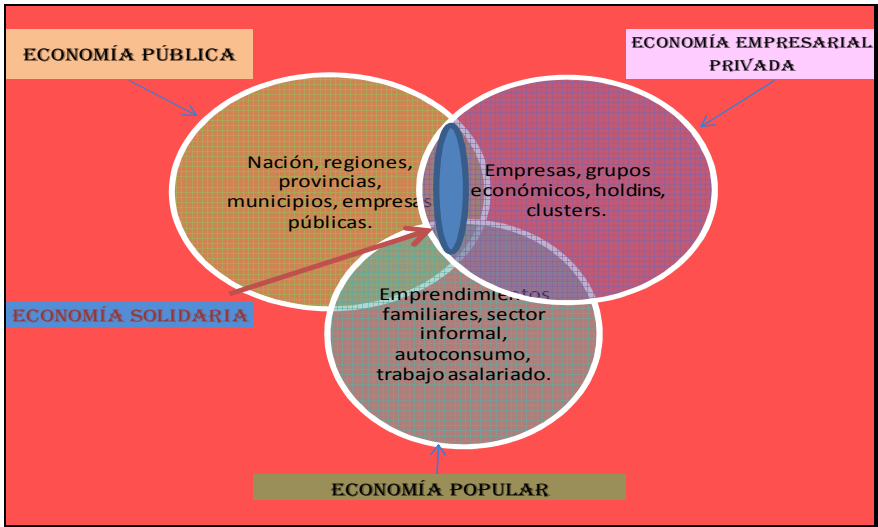 ECONOMÍA PÚBLICA
ECONOMÍA EMPRESARIAL
PRIVADA
Nación, regiones,
provincias,
municipios, empresas
públicas.
Empresas, grupos
económicos, holdins,
clusters.
ECONOMÍA SOLIDARIA
Emprendimientos
familiares, sector
informal,
autoconsumo,
trabajo asalariado.
ECONOMÍA POPULAR